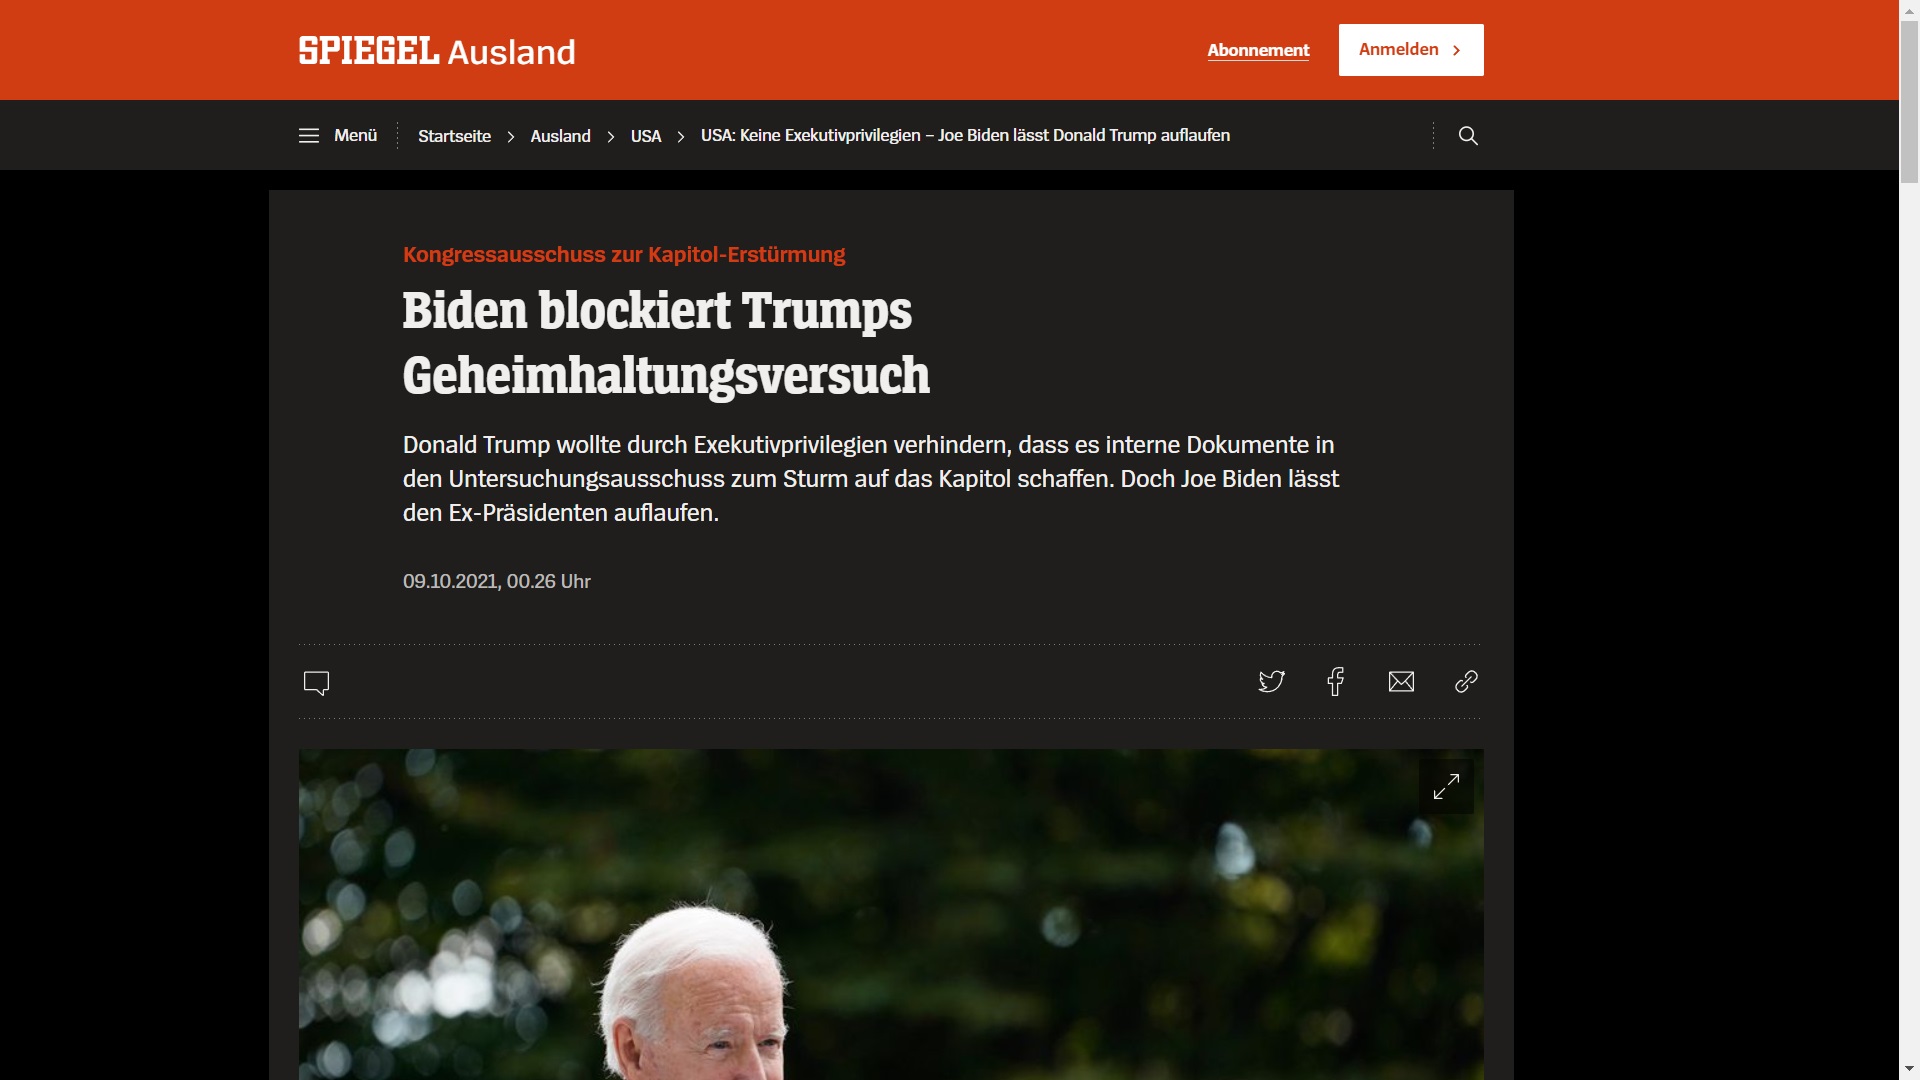 SPIEGEL Ausland
Abonnement
Anmelden
Menü
Startseite
Ausland
USA
USA: Keine Exekutivprivilegien – Joe Biden lässt Donald Trump auflaufen
Kongressausschuss zur Kapitol-Erstürmung
Biden blockiert Trumps
Geheimhaltungsversuch
Donald Trump wollte durch Exekutivprivilegien verhindern, dass es interne Dokumente in
den Untersuchungsausschuss zum Sturm auf das Kapitol schaffen. Doch Joe Biden lässt
den Ex-Präsidenten auflaufen.
09.10.2021, 00.26 Uhr